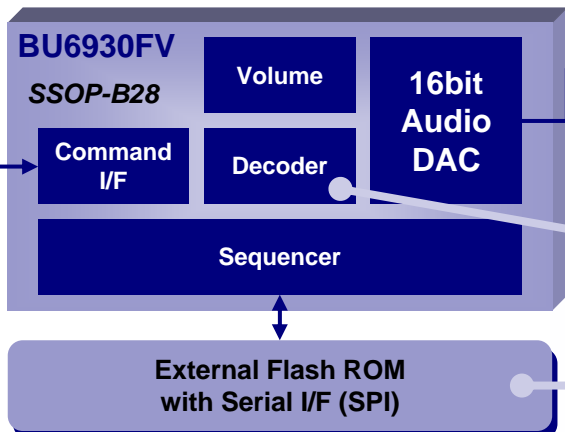 BU6930FV
SSOP-B28
Volume
16bit
Audio
DAC
Command
I/F
Decoder
Sequencer
External Flash ROM
with Serial I/F (SPI)